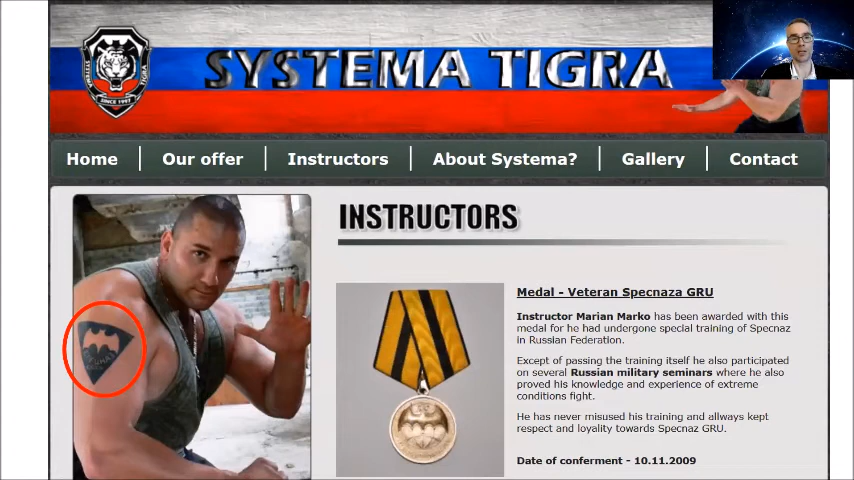 SYSTEMA TIGRA
SYSTEMA TIGRA
SINCE 1997
Home
Our offer
Instructors
About Systema?
Gallery
Contact
INSTRUCTORS
Medal - Veteran Specnaza GRU
Instructor Marian Marko has been awarded with this
medal for he had undergone special training of Specnaz
in Russian Federation.
Except of passing the training itself he also participated
on several Russian military seminars where he also
proved his knowledge and experience of extreme
conditions fight.
He has never misused his training and allways kept
respect and loyality towards Specnaz GRU.
Date of conferment - 10.11.2009